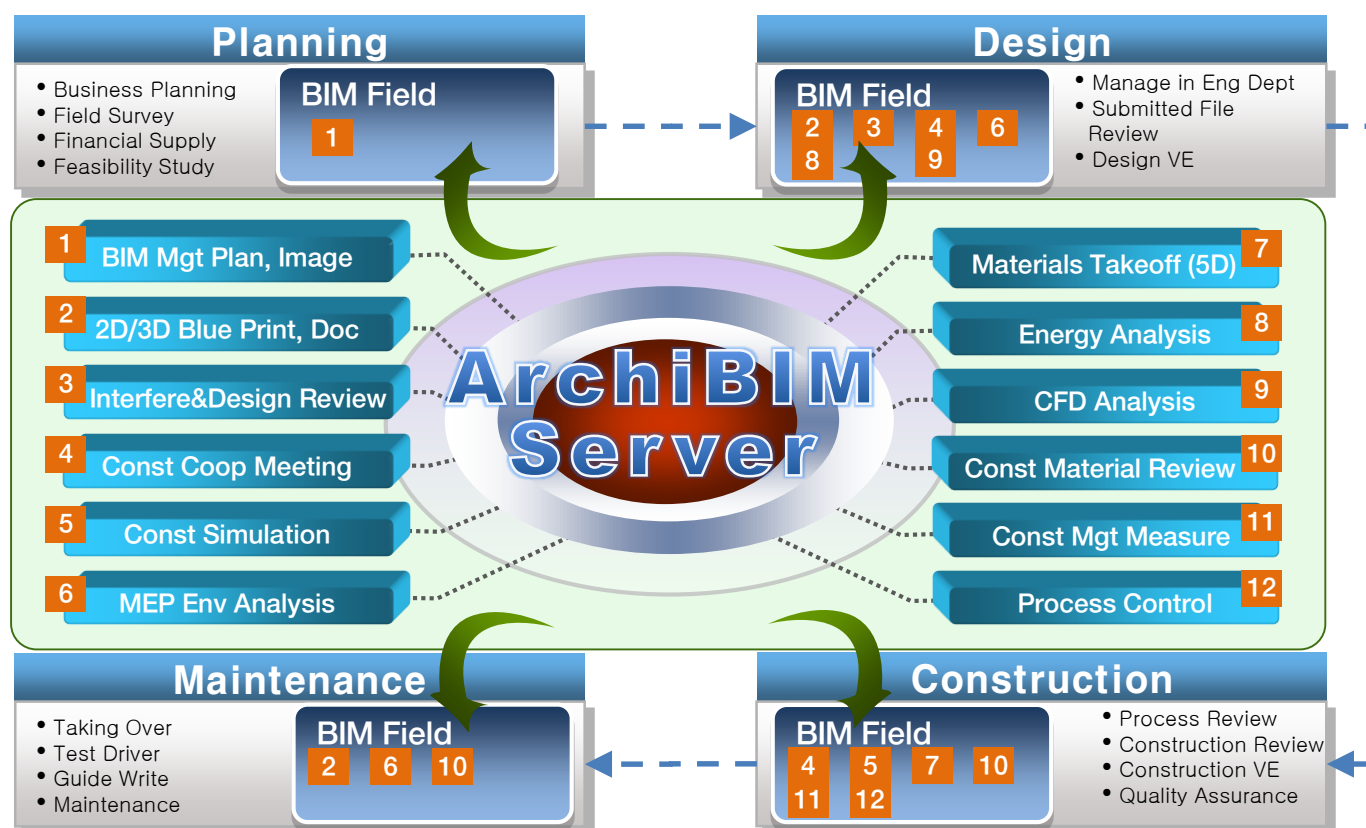 Planning
• Business Planning
• Field Survey
• Financial Supply
• Feasibility Study
BIM Field
1
Design
BIM Field
2 3 4 6
8 9
• Manage in Eng Dept
• Submitted File
Review
• Design VE
1 BIM Mgt Plan, Image
2 2D/3D Blue Print, Doc
3 Interfere&Design Review
4 Const Coop Meeting
5 Const Simulation
6 MEP Env Analysis
ArchiBIM
Server
Materials Takeoff (5D) 7
Energy Analysis 8
CFD Analysis 9
Const Material Review 10
Const Mgt Measure 11
Process Control 12
Maintenance
• Taking Over
• Test Driver
• Guide Write
• Maintenance
BIM Field
2 6 10
Construction
BIM Field
4 5 7 10
11 12
• Process Review
• Construction Review
• Construction VE
• Quality Assurance